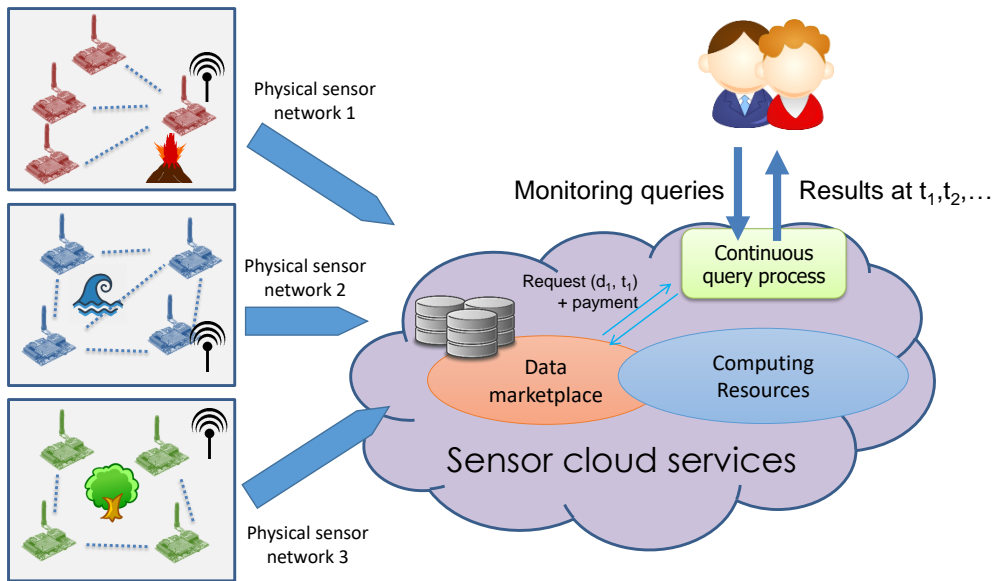 Physical sensor
network 1
Monitoring queries
Results at t₁,t₂,…
Physical sensor
network 2
Continuous
query process
Request (d₁, t₁)
+ payment
Data
marketplace
Computing
Resources
Sensor cloud services
Physical sensor
network 3